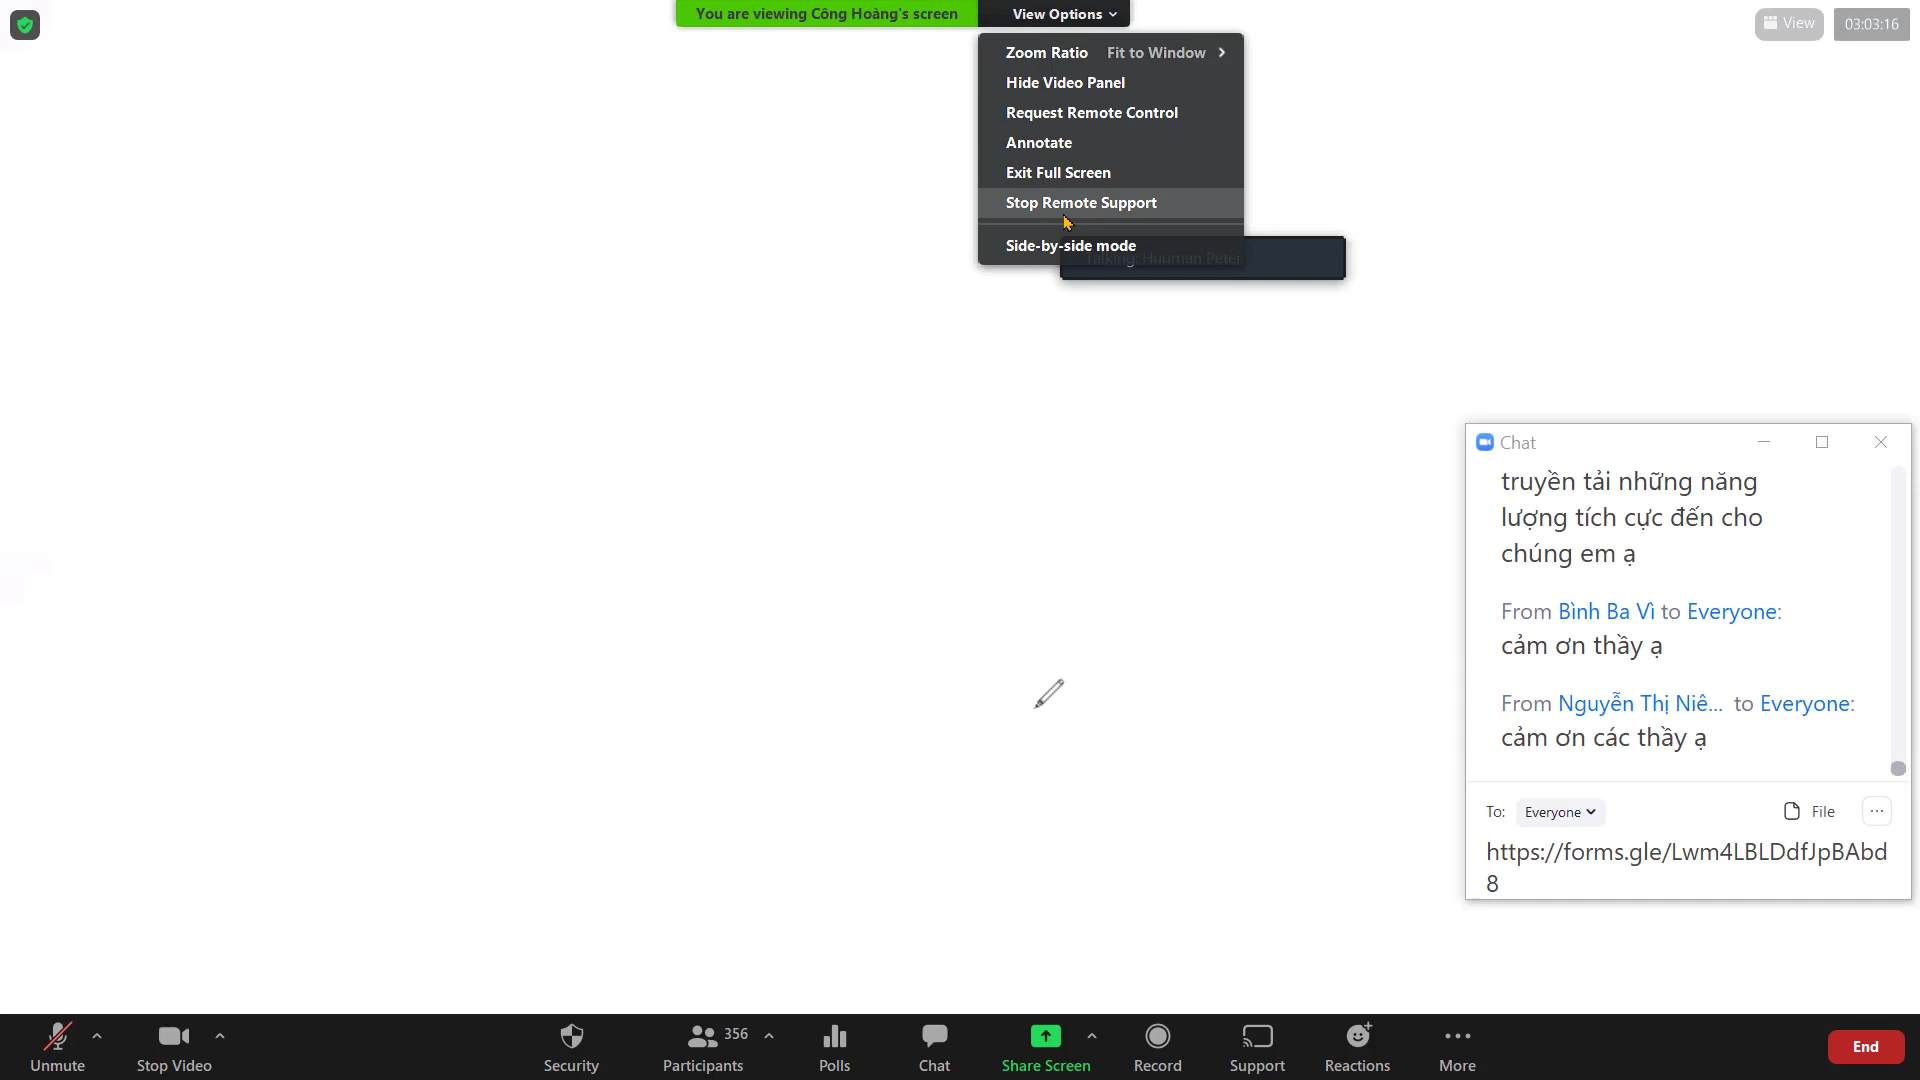 You are viewing Công Hoàng's screen
View Options
View
03:03:16
Zoom Ratio Fit to Window
Hide Video Panel
Request Remote Control
Annotate
Exit Full Screen
Stop Remote Support
Side-by-side mode
Talking: Huuman Peter
Chat
truyền tải những năng
lượng tích cực đến cho
chúng em ạ
From Bình Ba Vì to Everyone:
cảm ơn thầy ạ
From Nguyễn Thị Niê... to Everyone:
cảm ơn các thầy ạ
To: Everyone File
https://forms.gle/Lwm4LBLDdfJpBAbd
8
Unmute
Stop Video
Security
356
Participants
Polls
Chat
Share Screen
Record
Support
Reactions
More
End